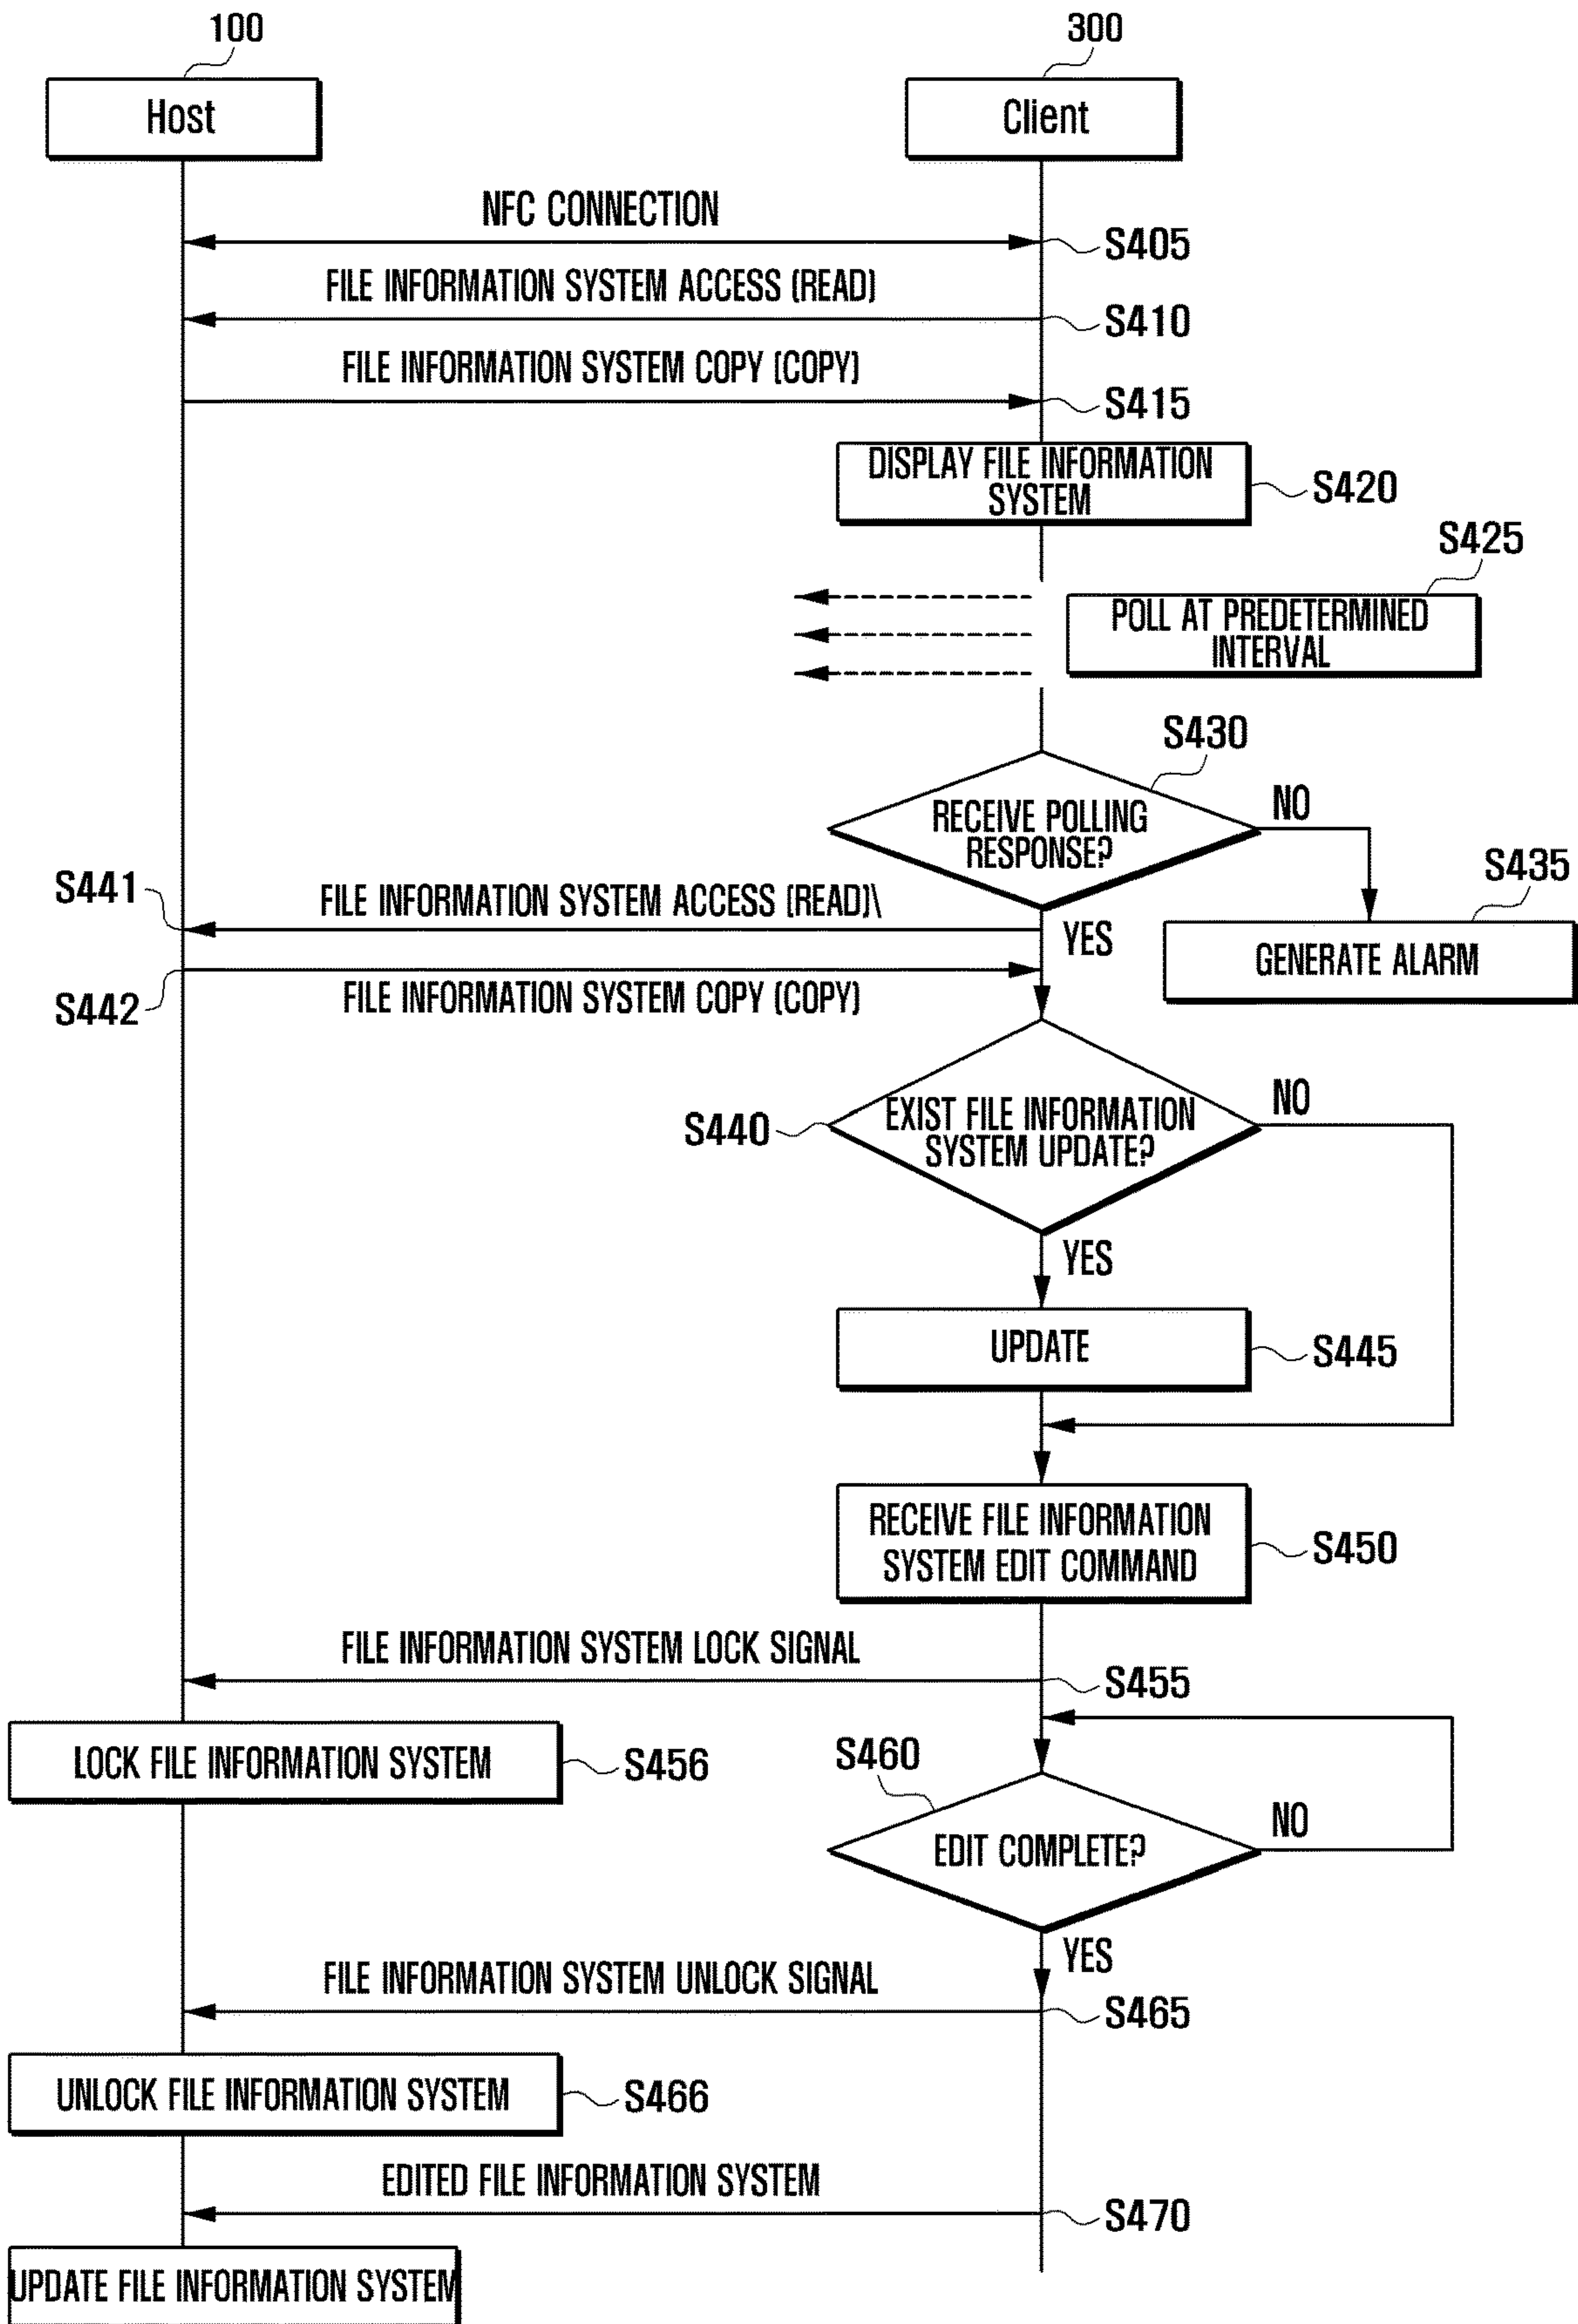 100
300
Host
Client
NFC CONNECTION
S405
FILE INFORMATION SYSTEM ACCESS (READ)
S410
FILE INFORMATION SYSTEM COPY (COPY)
S415
DISPLAY FILE INFORMATION
SYSTEM
S420
S425
POLL AT PREDETERMINED
INTERVAL
S430
RECEIVE POLLING
RESPONSE?
NO
S435
GENERATE ALARM
S441
FILE INFORMATION SYSTEM ACCESS (READ)\
YES
S442
FILE INFORMATION SYSTEM COPY (COPY)
S440
EXIST FILE INFORMATION
SYSTEM UPDATE?
NO
YES
UPDATE
S445
RECEIVE FILE INFORMATION
SYSTEM EDIT COMMAND
S450
FILE INFORMATION SYSTEM LOCK SIGNAL
S455
LOCK FILE INFORMATION SYSTEM
S456
S460
EDIT COMPLETE?
NO
YES
FILE INFORMATION SYSTEM UNLOCK SIGNAL
S465
UNLOCK FILE INFORMATION SYSTEM
S466
EDITED FILE INFORMATION SYSTEM
S470
UPDATE FILE INFORMATION SYSTEM